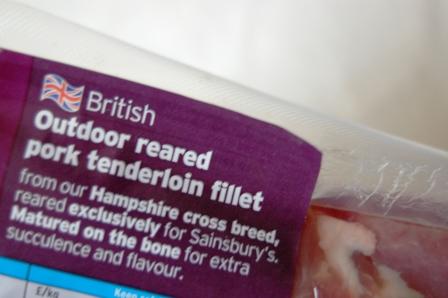 British
Outdoor reared
pork tenderloin fillet
from our Hampshire cross breed,
reared exclusively for Sainsbury's.
Matured on the bone for extra
succulence and flavour.
£/kg Keep